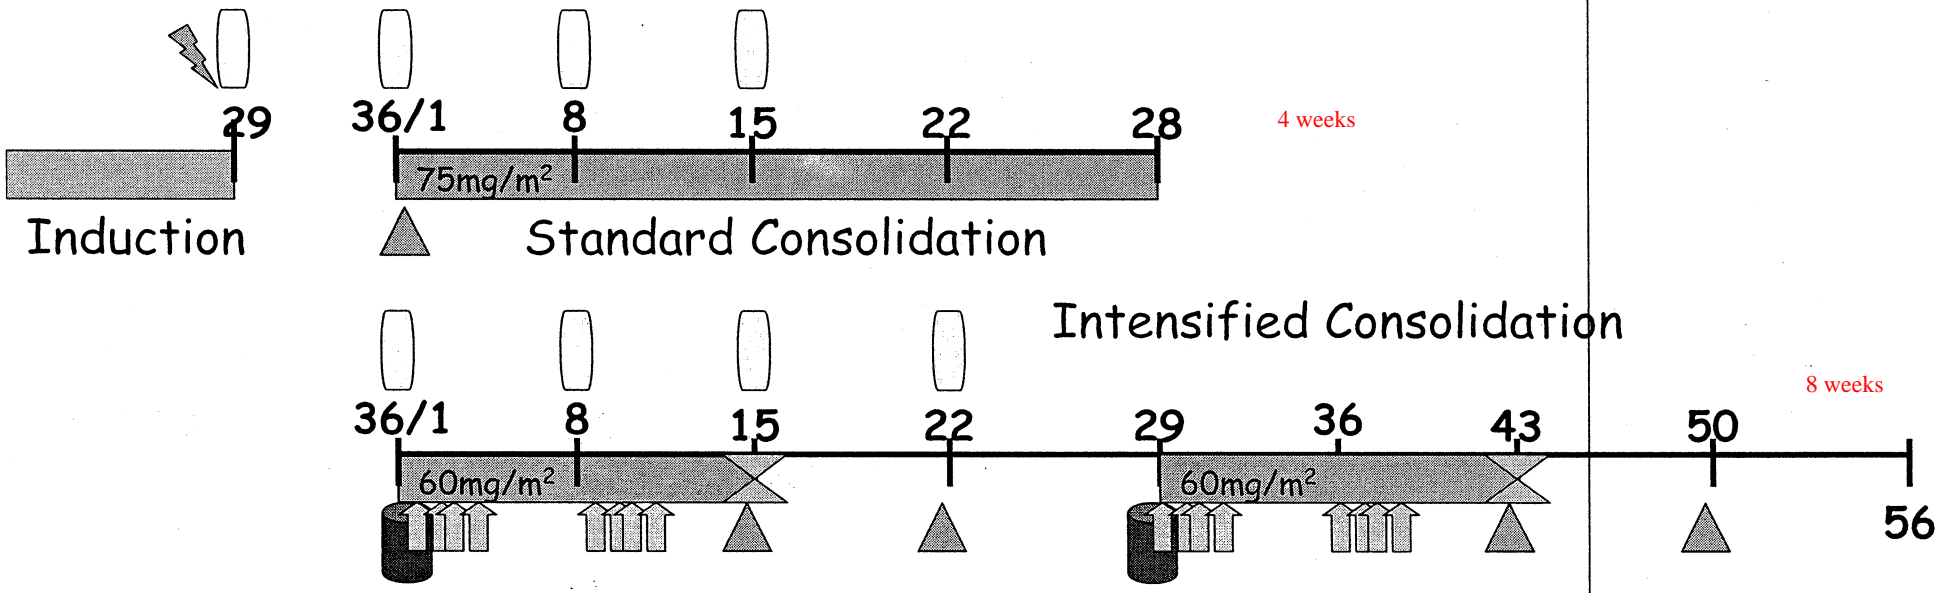 29 36/1 8 15 22 28 4 weeks
75mg/m²
Induction Standard Consolidation
Intensified Consolidation
8 weeks
36/1 8 15 22 29 36 43 50
60mg/m² 60mg/m²
56